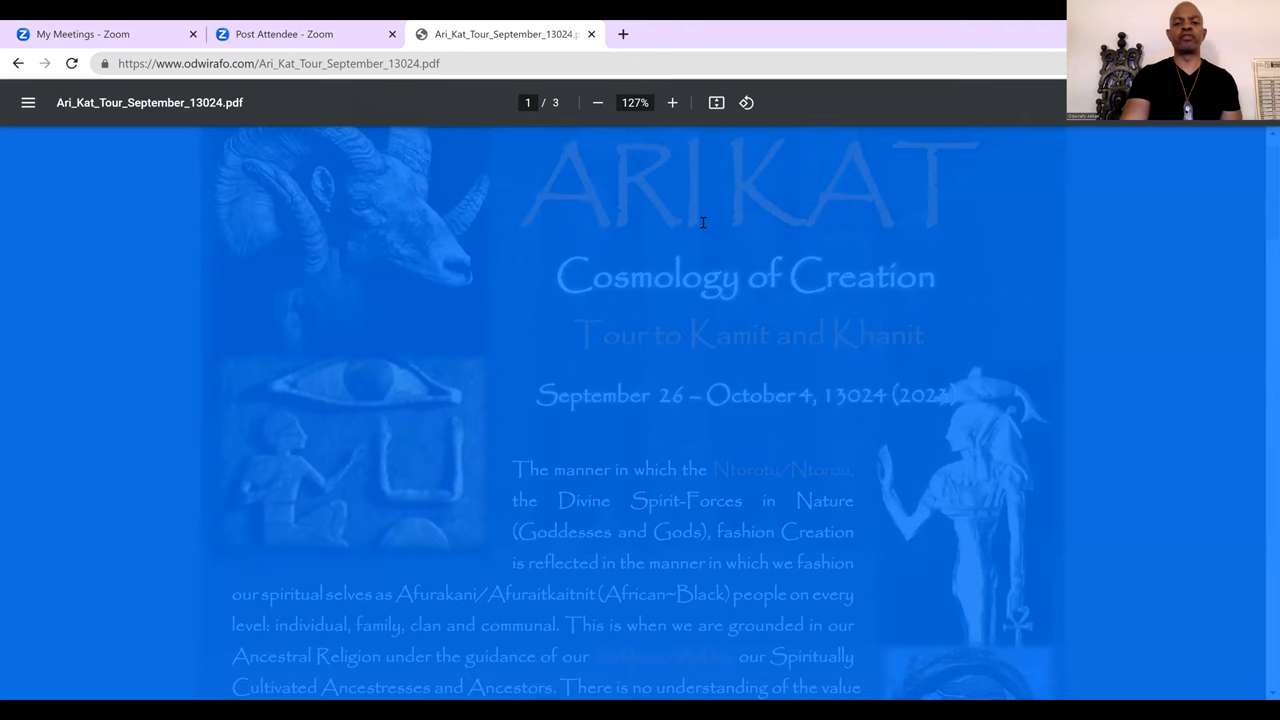 My Meetings - Zoom
Post Attendee - Zoom
Ari_Kat_Tour_September_13024.p
https://www.odwirafo.com/Ari_Kat_Tour_September_13024.pdf
Ari_Kat_Tour_September_13024.pdf
1 / 3
127%
ARI KAT
Cosmology of Creation
Tour to Kamit and Khanit
September 26 – October 4, 13024 (2023)
The manner in which the Ntorotu/Ntorou,
the Divine Spirit-Forces in Nature
(Goddesses and Gods), fashion Creation
is reflected in the manner in which we fashion
our spiritual selves as Afurakani/Afuraitkaitnit (African~Black) people on every
level: individual, family, clan and communal. This is when we are grounded in our
Ancestral Religion under the guidance of our
our Spiritually
Cultivated Ancestresses and Ancestors. There is no understanding of the value